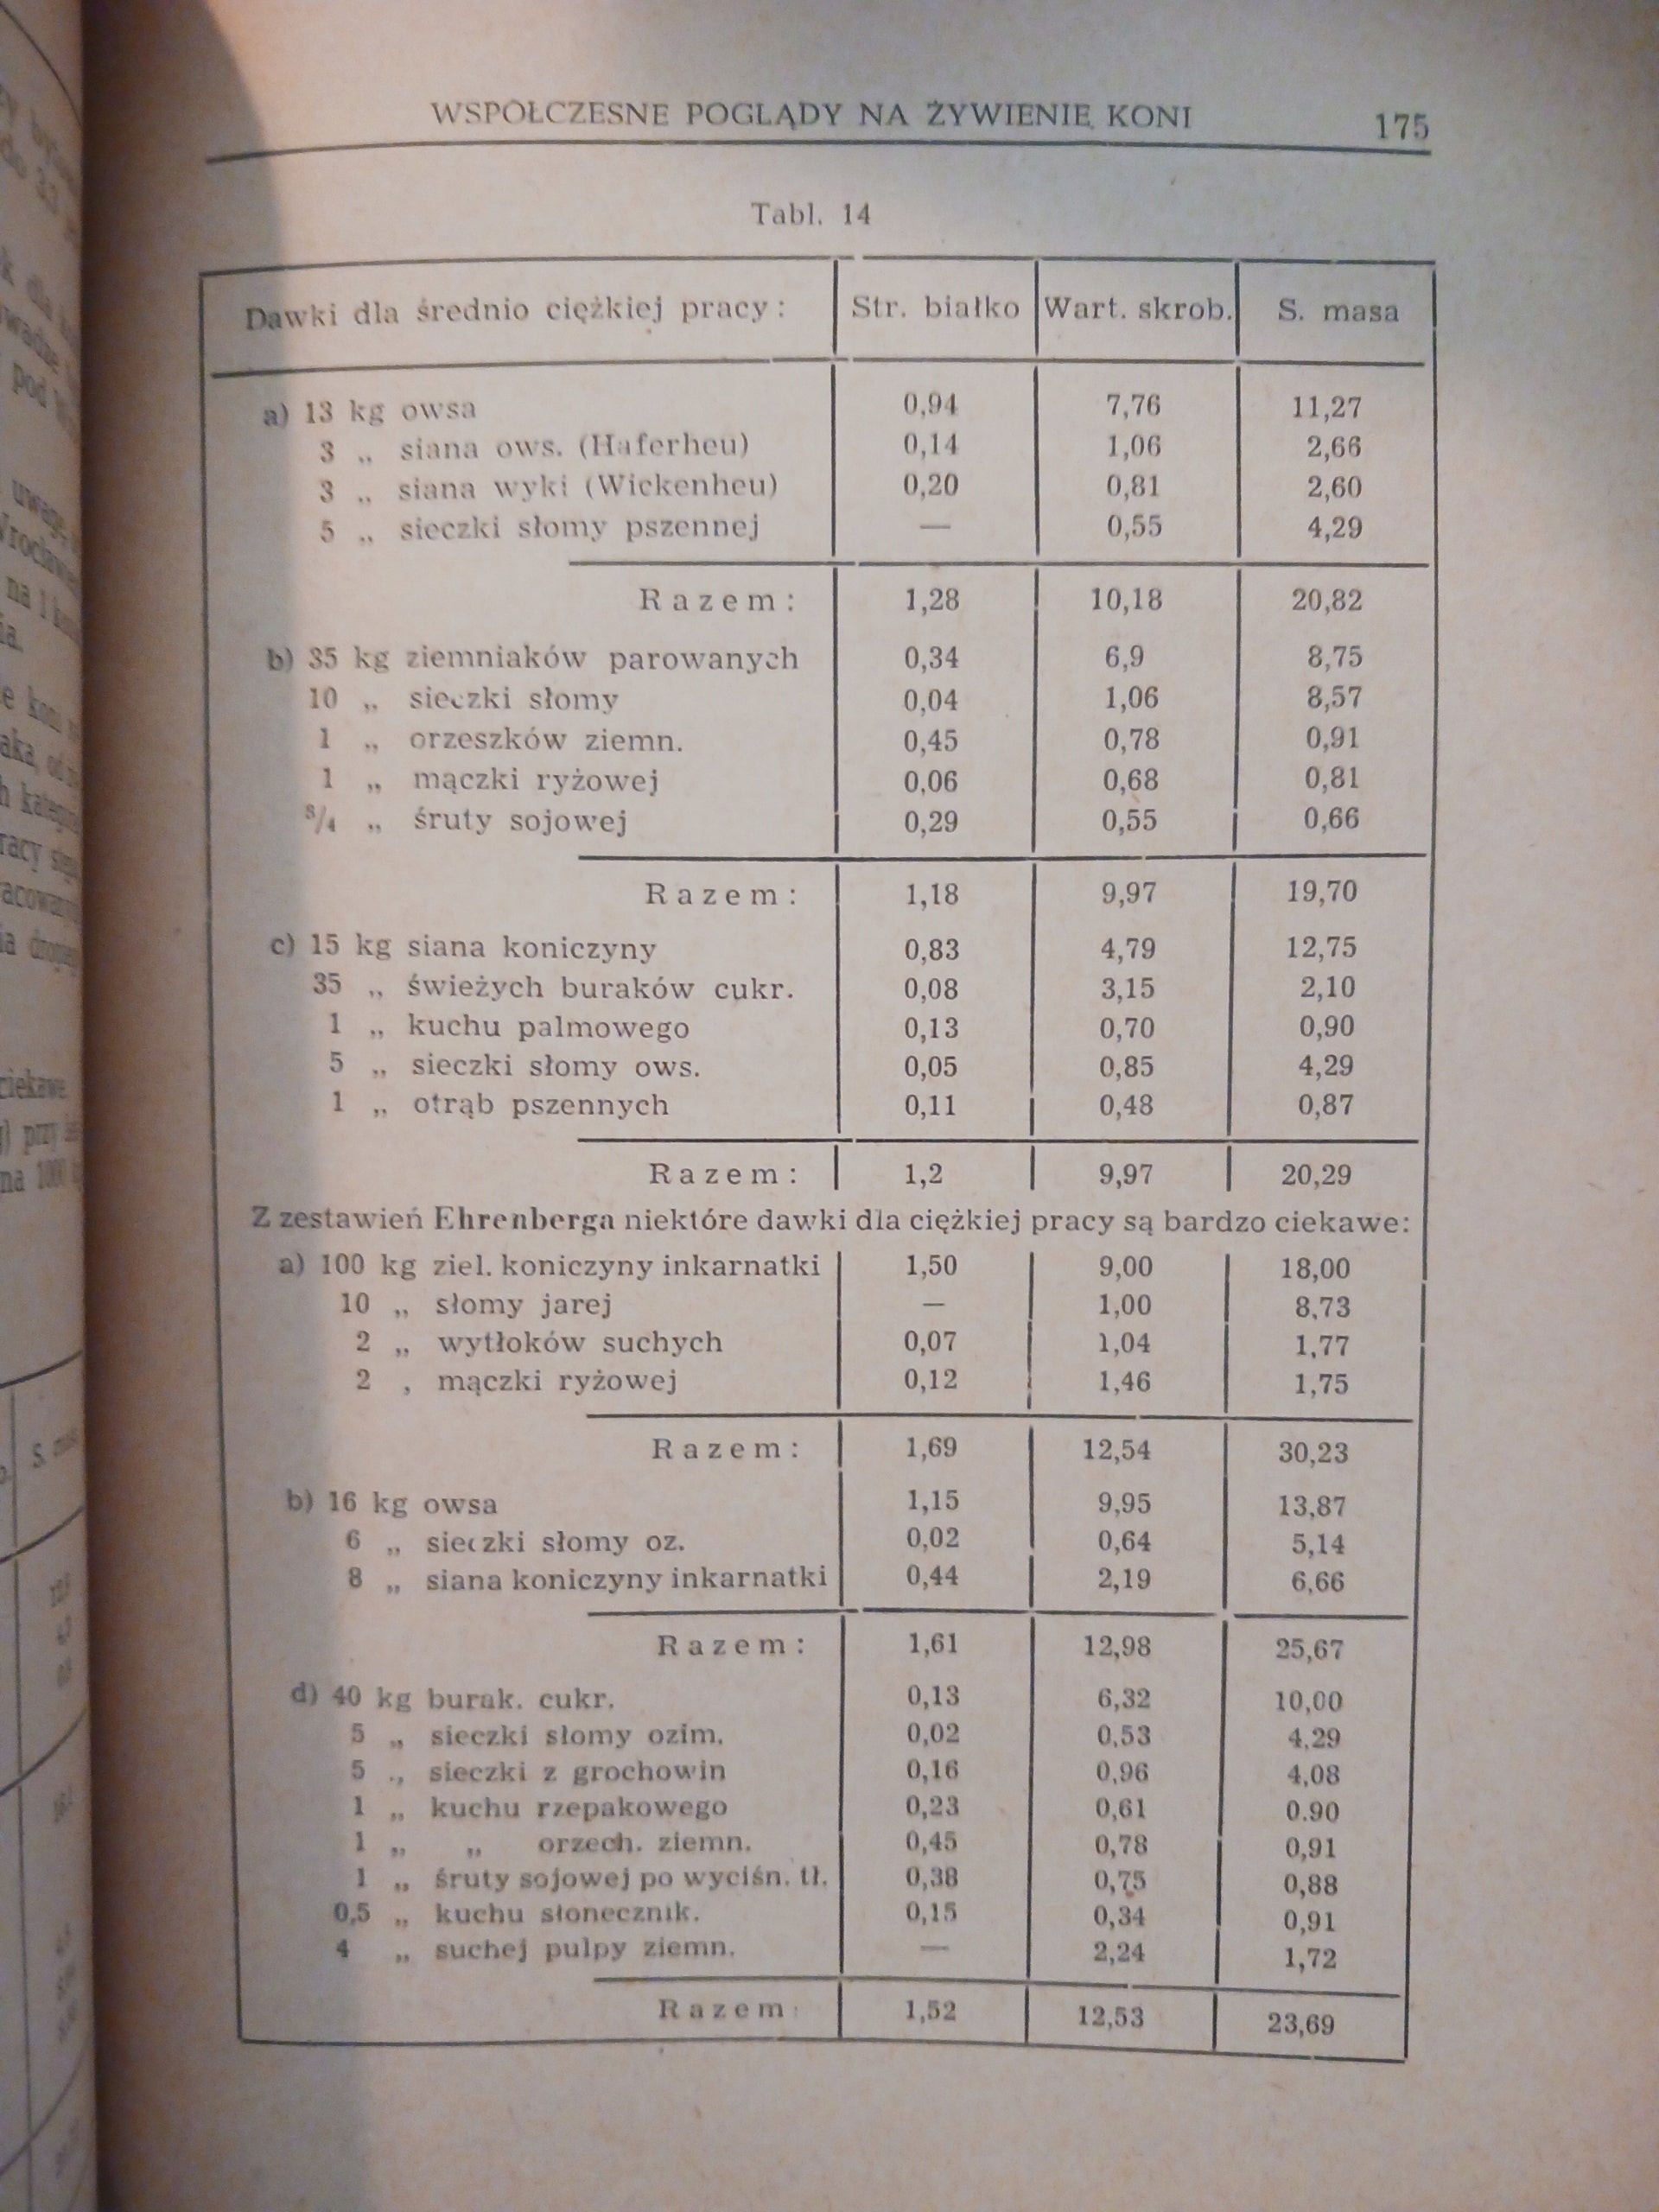 WSPÓŁCZESNE POGLĄDY NA ŻYWIENIE KONI 175
Tabl. 14
Dawki dla średnio ciężkiej pracy: Str. białko Wart. skrob. S. masa
a) 13 kg owsa 0,94 7,76 11,27
3 „ siana ows. (Haferheu) 0,14 1,06 2,66
3 „ siana wyki (Wickenheu) 0,20 0,81 2,60
5 „ sieczki słomy pszennej — 0,55 4,29
Razem: 1,28 10,18 20,82
b) 35 kg ziemniaków parowanych 0,34 6,9 8,75
10 „ sieczki słomy 0,04 1,06 8,57
1 „ orzeszków ziemn. 0,45 0,78 0,91
1 „ mączki ryżowej 0,06 0,68 0,81
3/4 „ śruty sojowej 0,29 0,55 0,66
Razem: 1,18 9,97 19,70
c) 15 kg siana koniczyny 0,83 4,79 12,75
35 „ świeżych buraków cukr. 0,08 3,15 2,10
1 „ kuchu palmowego 0,13 0,70 0,90
5 „ sieczki słomy ows. 0,05 0,85 4,29
1 „ otrąb pszennych 0,11 0,48 0,87
Razem: 1,2 9,97 20,29
Z zestawień Ehrenberga niektóre dawki dla ciężkiej pracy są bardzo ciekawe:
a) 100 kg ziel. koniczyny inkarnatki 1,50 9,00 18,00
10 „ słomy jarej — 1,00 8,73
2 „ wytłoków suchych 0,07 1,04 1,77
2 , mączki ryżowej 0,12 1,46 1,75
Razem: 1,69 12,54 30,23
b) 16 kg owsa 1,15 9,95 13,87
6 „ sieczki słomy oz. 0,02 0,64 5,14
8 „ siana koniczyny inkarnatki 0,44 2,19 6,66
Razem: 1,61 12,98 25,67
d) 40 kg burak. cukr. 0,13 6,32 10,00
5 „ sieczki słomy ozim. 0,02 0,53 4,29
5 „ sieczki z grochowin 0,16 0,96 4,08
1 „ kuchu rzepakowego 0,23 0,61 0.90
1 „ „ orzech. ziemn. 0,45 0,78 0,91
1 „ śruty sojowej po wyciśn. tł. 0,38 0,75 0,88
0,5 „ kuchu słonecznik. 0,15 0,34 0,91
4 „ suchej pulpy ziemn. — 2,24 1,72
Razem: 1,52 12,53 23,69